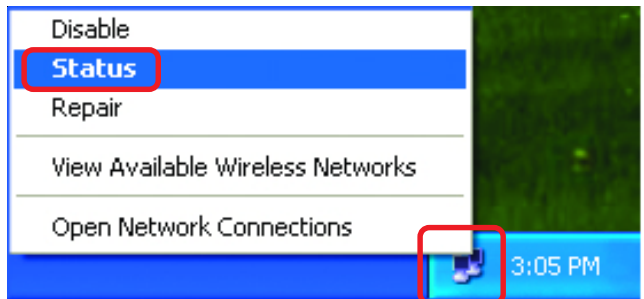 Disable
Status
Repair
View Available Wireless Networks
Open Network Connections
3:05 PM